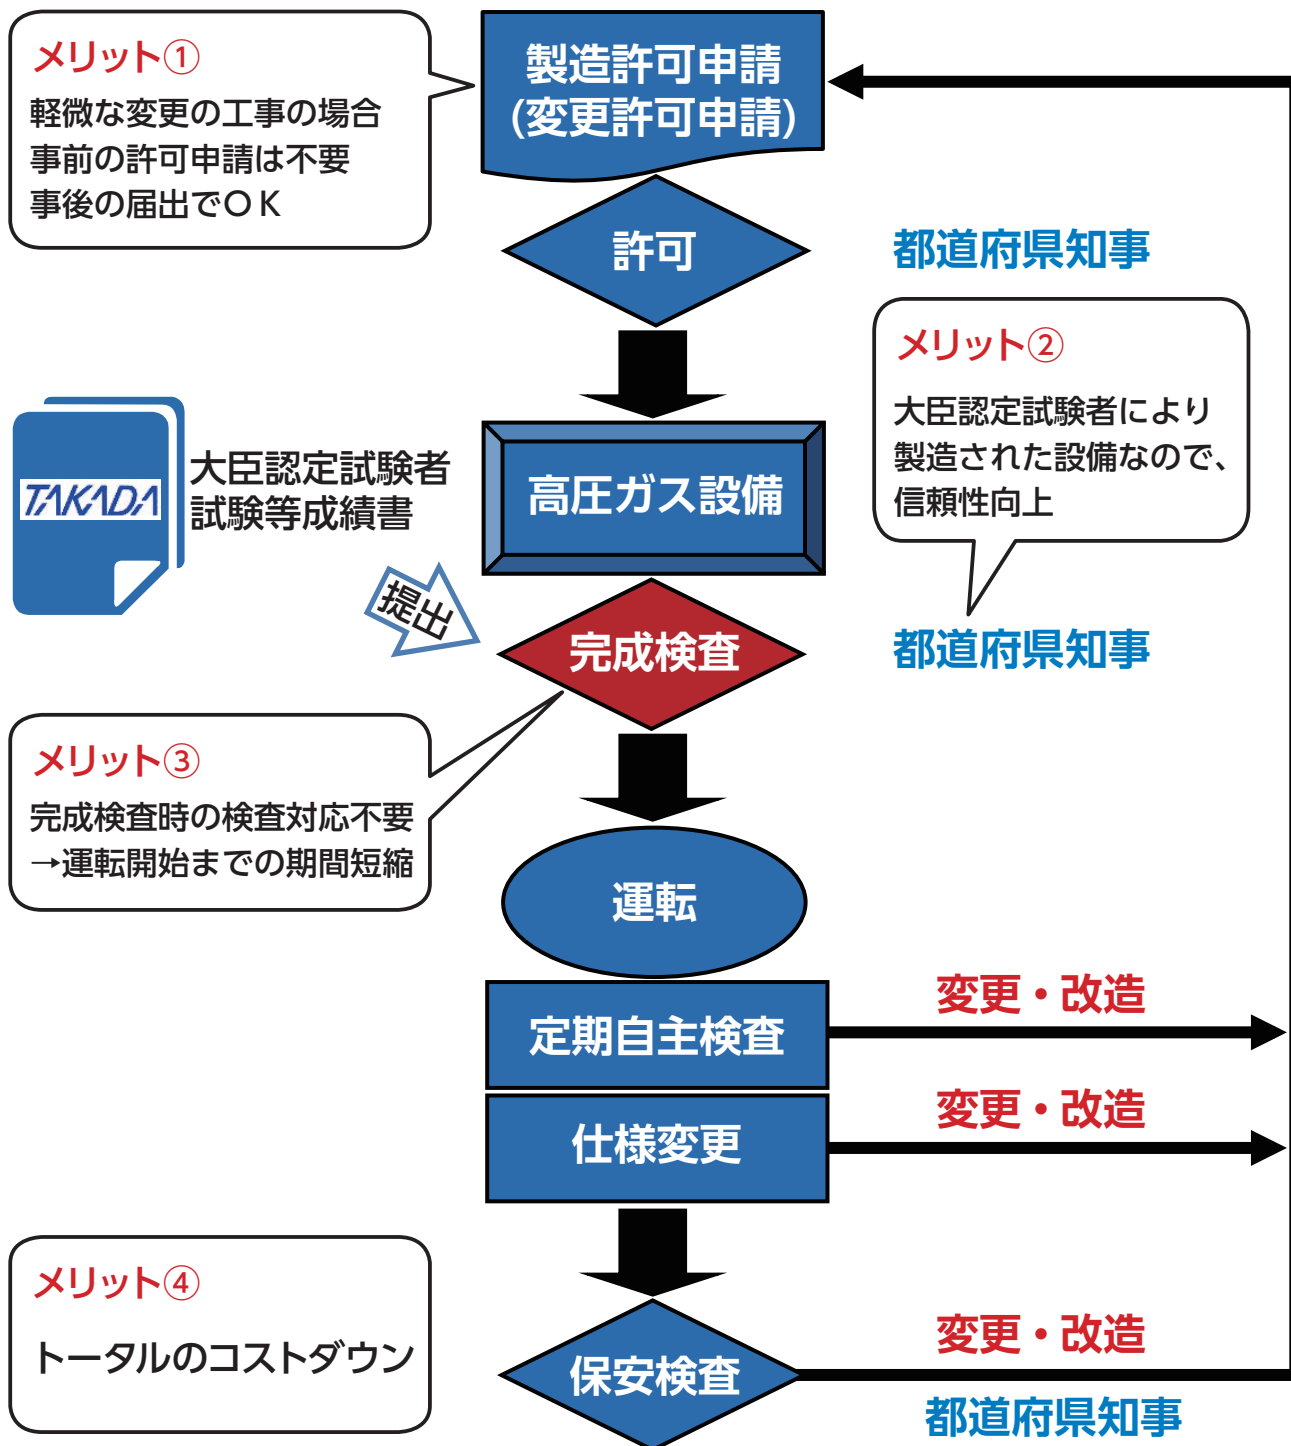 メリット①
軽微な変更の工事の場合
事前の許可申請は不要
事後の届出でＯＫ
製造許可申請
(変更許可申請)
許可
都道府県知事
メリット②
大臣認定試験者により
製造された設備なので、
信頼性向上
TAKADA
大臣認定試験者
試験等成績書
高圧ガス設備
提出
完成検査
都道府県知事
メリット③
完成検査時の検査対応不要
→運転開始までの期間短縮
運転
定期自主検査
変更・改造
仕様変更
変更・改造
メリット④
トータルのコストダウン
保安検査
変更・改造
都道府県知事